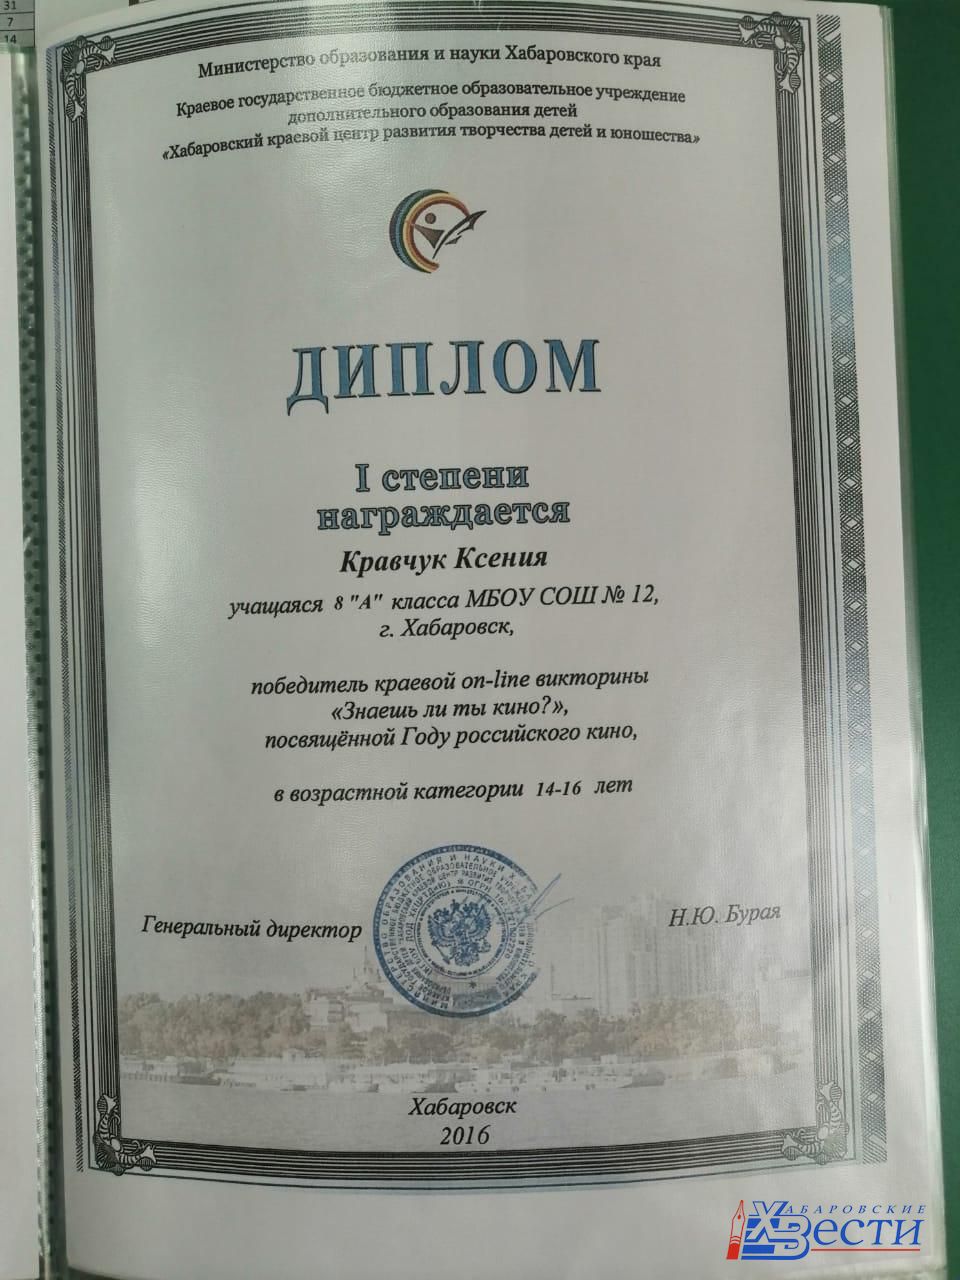 31
7
14
Министерство образования и науки Хабаровского края
Краевое государственное бюджетное образовательное учреждение
дополнительного образования детей
«Хабаровский краевой центр развития творчества детей и юношества»
ДИПЛОМ
I степени
награждается
Кравчук Ксения
учащаяся 8 "А" класса МБОУ СОШ № 12,
г. Хабаровск,
победитель краевой on-line викторины
«Знаешь ли ты кино?»,
посвящённой Году российского кино,
в возрастной категории 14-16 лет
Генеральный директор
Н.Ю. Бурая
Хабаровск
2016
ХАБАРОВСКИЕ
ВЕСТИ